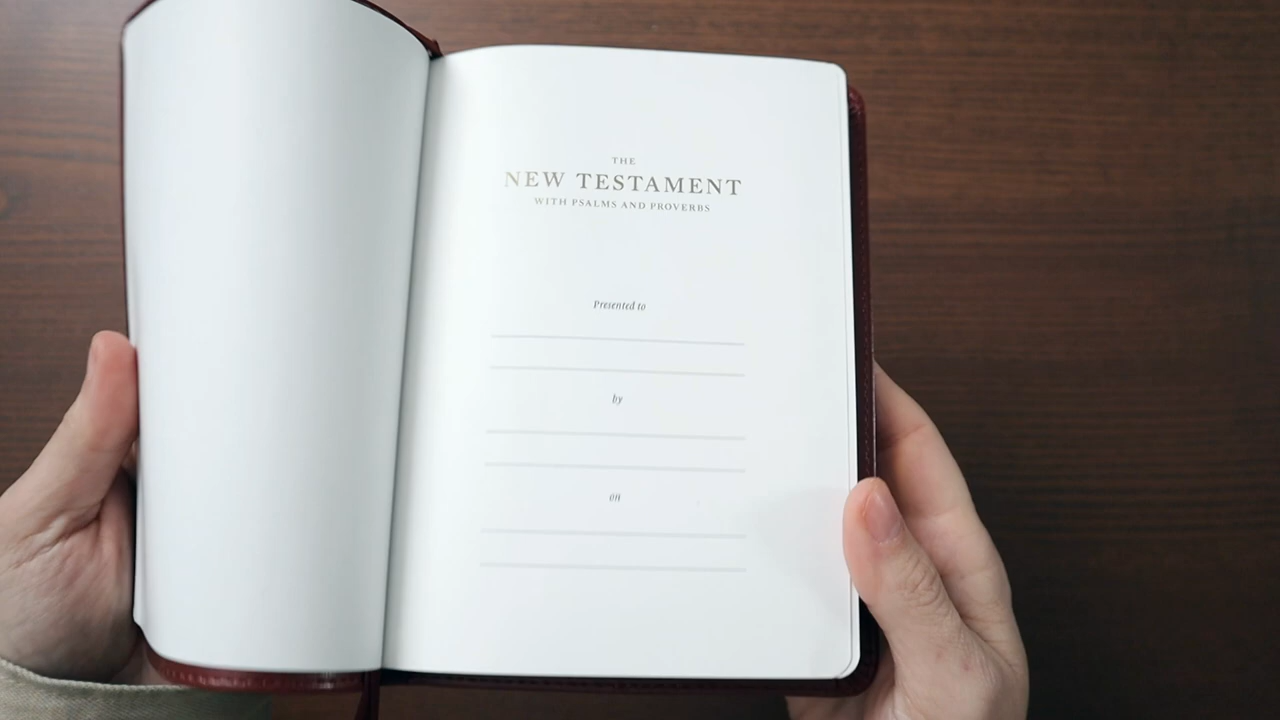 THE
NEW TESTAMENT
WITH PSALMS AND PROVERBS
Presented to
by
on